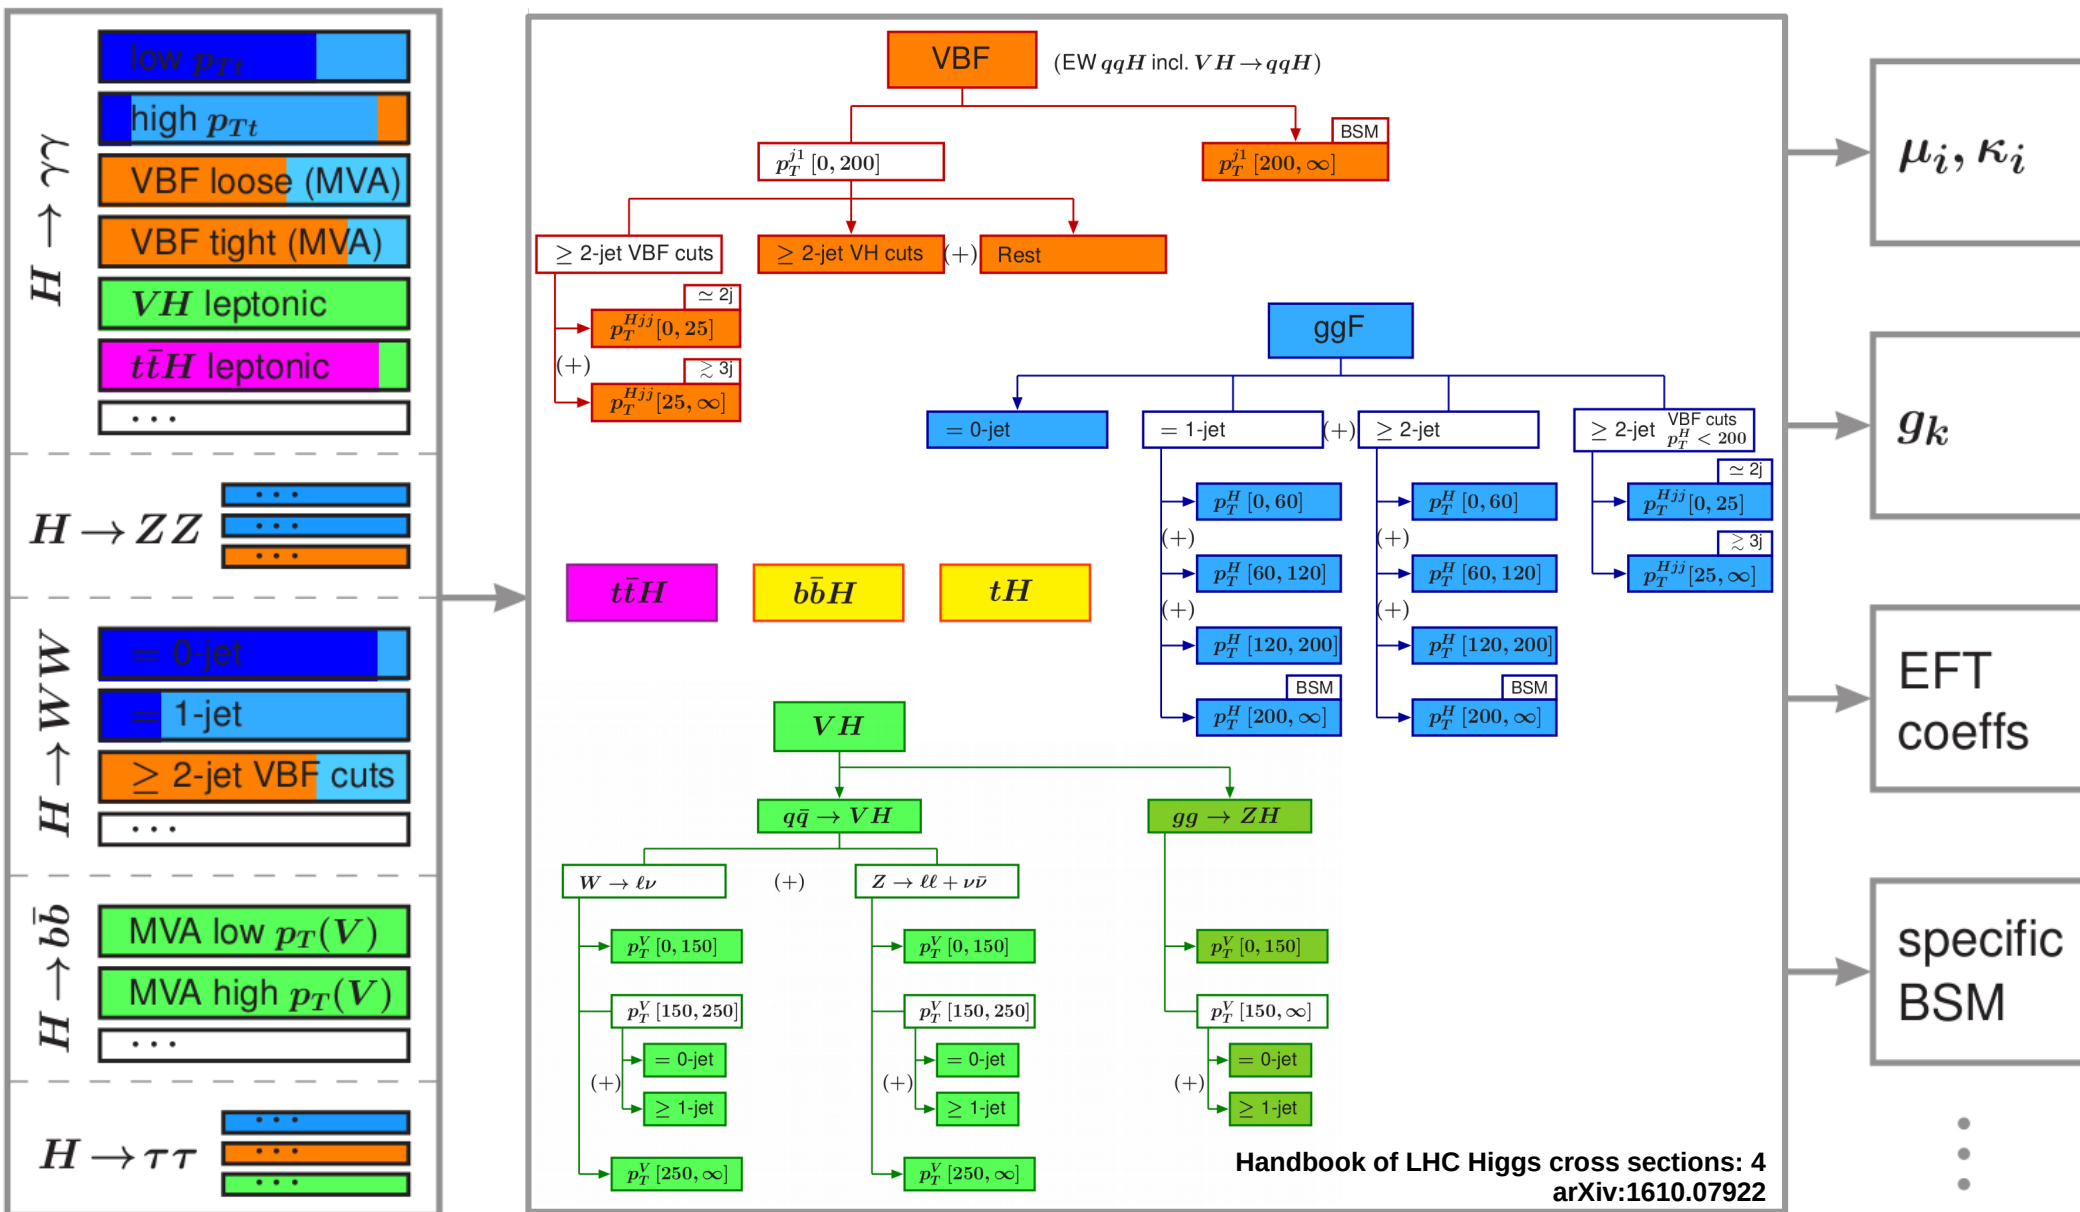 H → γγ
low p_{Tt}
high p_{Tt}
VBF loose (MVA)
VBF tight (MVA)
VH leptonic
tt̄H leptonic
···
H → ZZ
···
···
···
H → WW
= 0-jet
= 1-jet
≥ 2-jet VBF cuts
···
H → bb̄
MVA low p_T(V)
MVA high p_T(V)
···
H → ττ
···
···
···
VBF
(EW qqH incl. VH → qqH)
p_T^{j1} [0, 200]
BSM
p_T^{j1} [200, ∞]
≥ 2-jet VBF cuts
≥ 2-jet VH cuts
(+)
Rest
≃ 2j
p_T^{Hjj} [0, 25]
(+)
≳ 3j
p_T^{Hjj} [25, ∞]
ggF
= 0-jet
= 1-jet
(+)
≥ 2-jet
≥ 2-jet VBF cuts
p_T^H < 200
p_T^H [0, 60]
(+)
p_T^H [60, 120]
(+)
p_T^H [120, 200]
BSM
p_T^H [200, ∞]
p_T^H [0, 60]
(+)
p_T^H [60, 120]
(+)
p_T^H [120, 200]
BSM
p_T^H [200, ∞]
≃ 2j
p_T^{Hjj} [0, 25]
≳ 3j
p_T^{Hjj} [25, ∞]
tt̄H
bb̄H
tH
VH
qq̄ → VH
gg → ZH
W → ℓν
(+)
Z → ℓℓ + νν̄
p_T^V [0, 150]
p_T^V [150, 250]
= 0-jet
(+)
≥ 1-jet
p_T^V [250, ∞]
p_T^V [0, 150]
p_T^V [150, 250]
= 0-jet
(+)
≥ 1-jet
p_T^V [250, ∞]
p_T^V [0, 150]
p_T^V [150, ∞]
= 0-jet
(+)
≥ 1-jet
Handbook of LHC Higgs cross sections: 4
arXiv:1610.07922
μ_i, κ_i
g_k
EFT
coeffs
specific
BSM